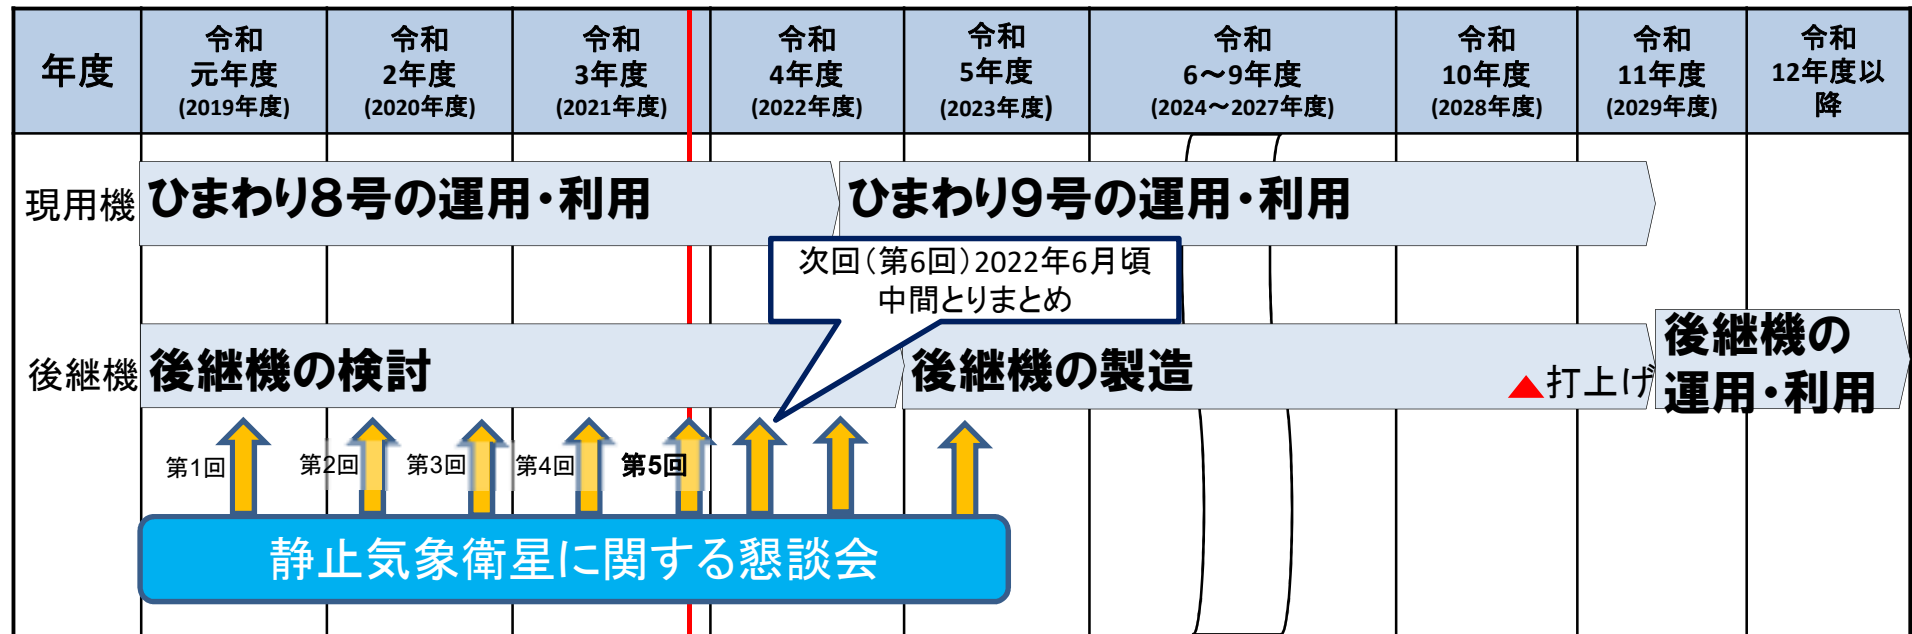 年度
令和
元年度
(2019年度)
令和
2年度
(2020年度)
令和
3年度
(2021年度)
令和
4年度
(2022年度)
令和
5年度
(2023年度)
令和
6～9年度
(2024～2027年度)
令和
10年度
(2028年度)
令和
11年度
(2029年度)
令和
12年度以
降
現用機
ひまわり８号の運用・利用
ひまわり９号の運用・利用
次回（第6回）2022年6月頃
中間とりまとめ
後継機
後継機の検討
後継機の製造
▲打上げ
後継機の
運用・利用
第1回
第2回
第3回
第4回
第5回
静止気象衛星に関する懇談会